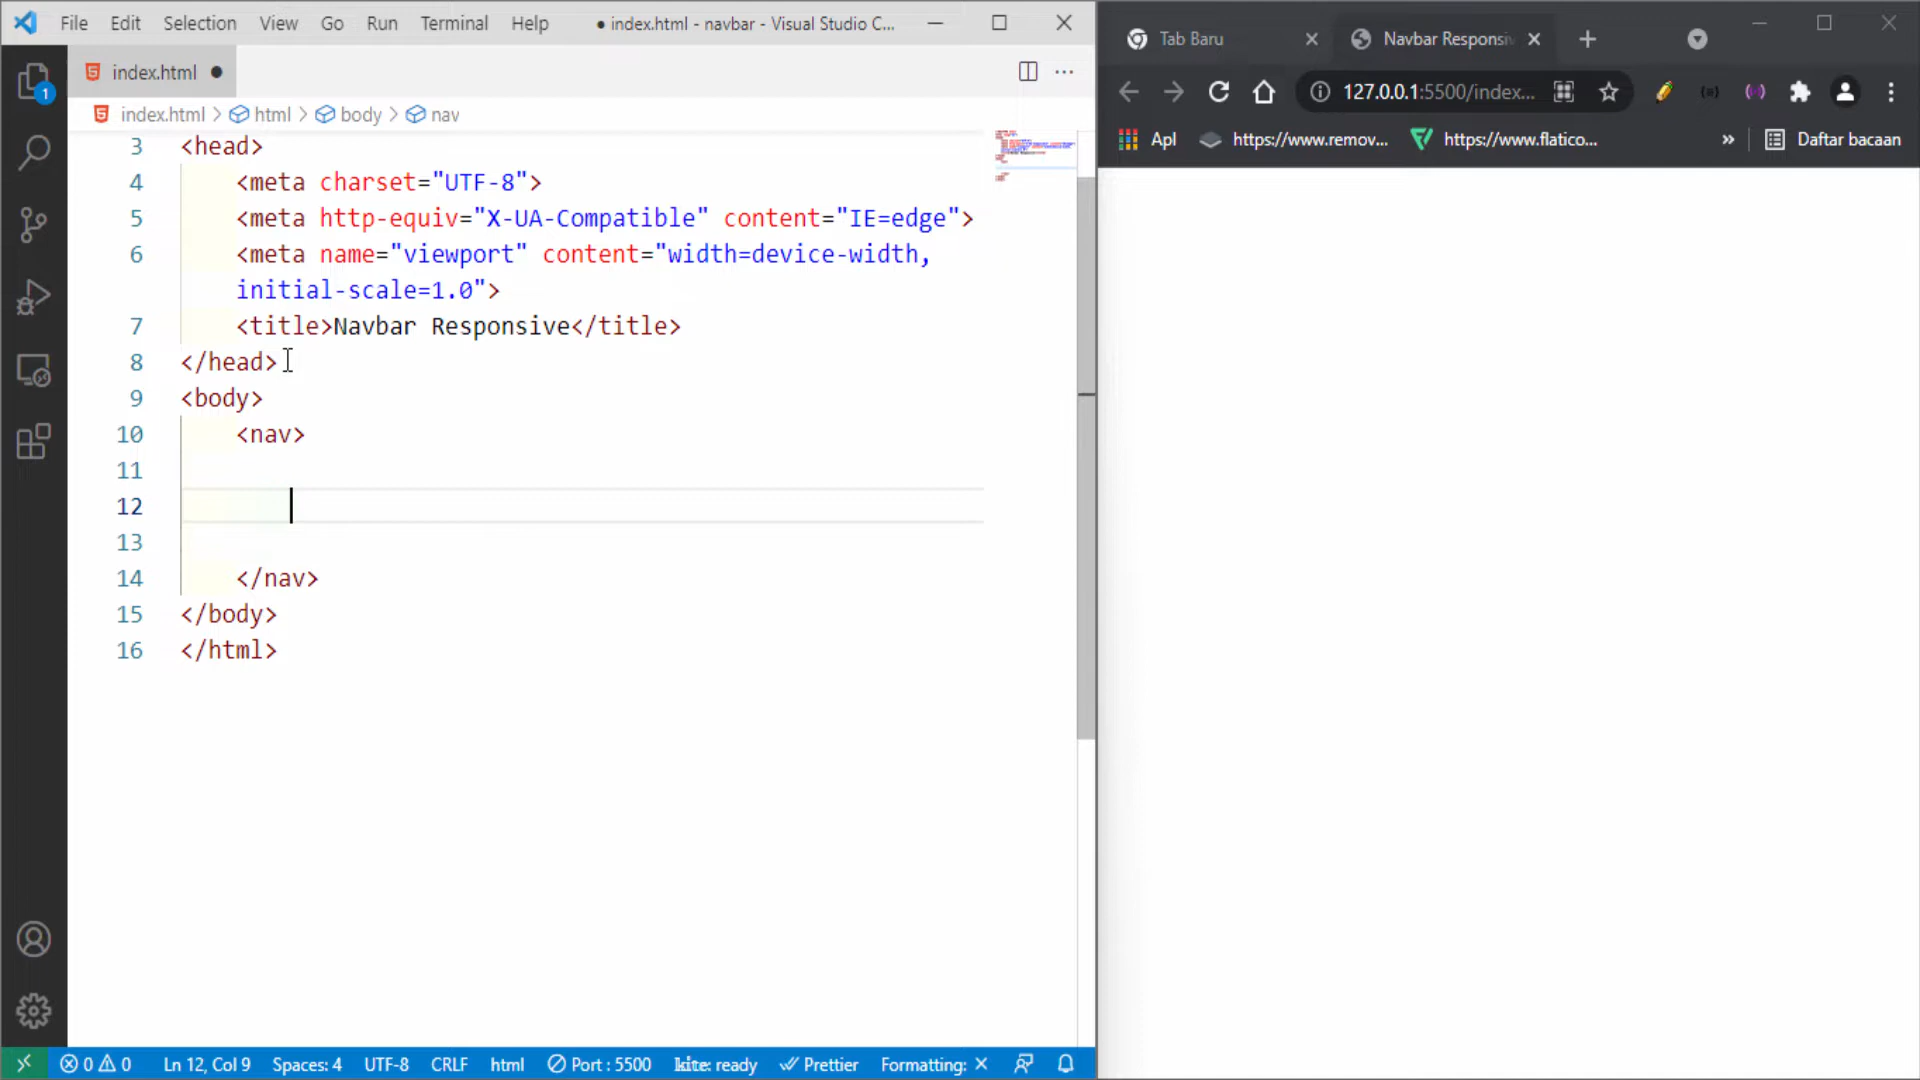 File Edit Selection View Go Run Terminal Help ● index.html - navbar - Visual Studio C...
index.html ●
index.html > html > body > nav
3 <head>
4 <meta charset="UTF-8">
5 <meta http-equiv="X-UA-Compatible" content="IE=edge">
6 <meta name="viewport" content="width=device-width,
initial-scale=1.0">
7 <title>Navbar Responsive</title>
8 </head>
9 <body>
10 <nav>
11
12
13
14 </nav>
15 </body>
16 </html>
1
0 0 Ln 12, Col 9 Spaces: 4 UTF-8 CRLF html Port : 5500 kite: ready Prettier Formatting: ×
Tab Baru Navbar Responsi
127.0.0.1:5500/index...
Apl https://www.remov... https://www.flatico... » Daftar bacaan